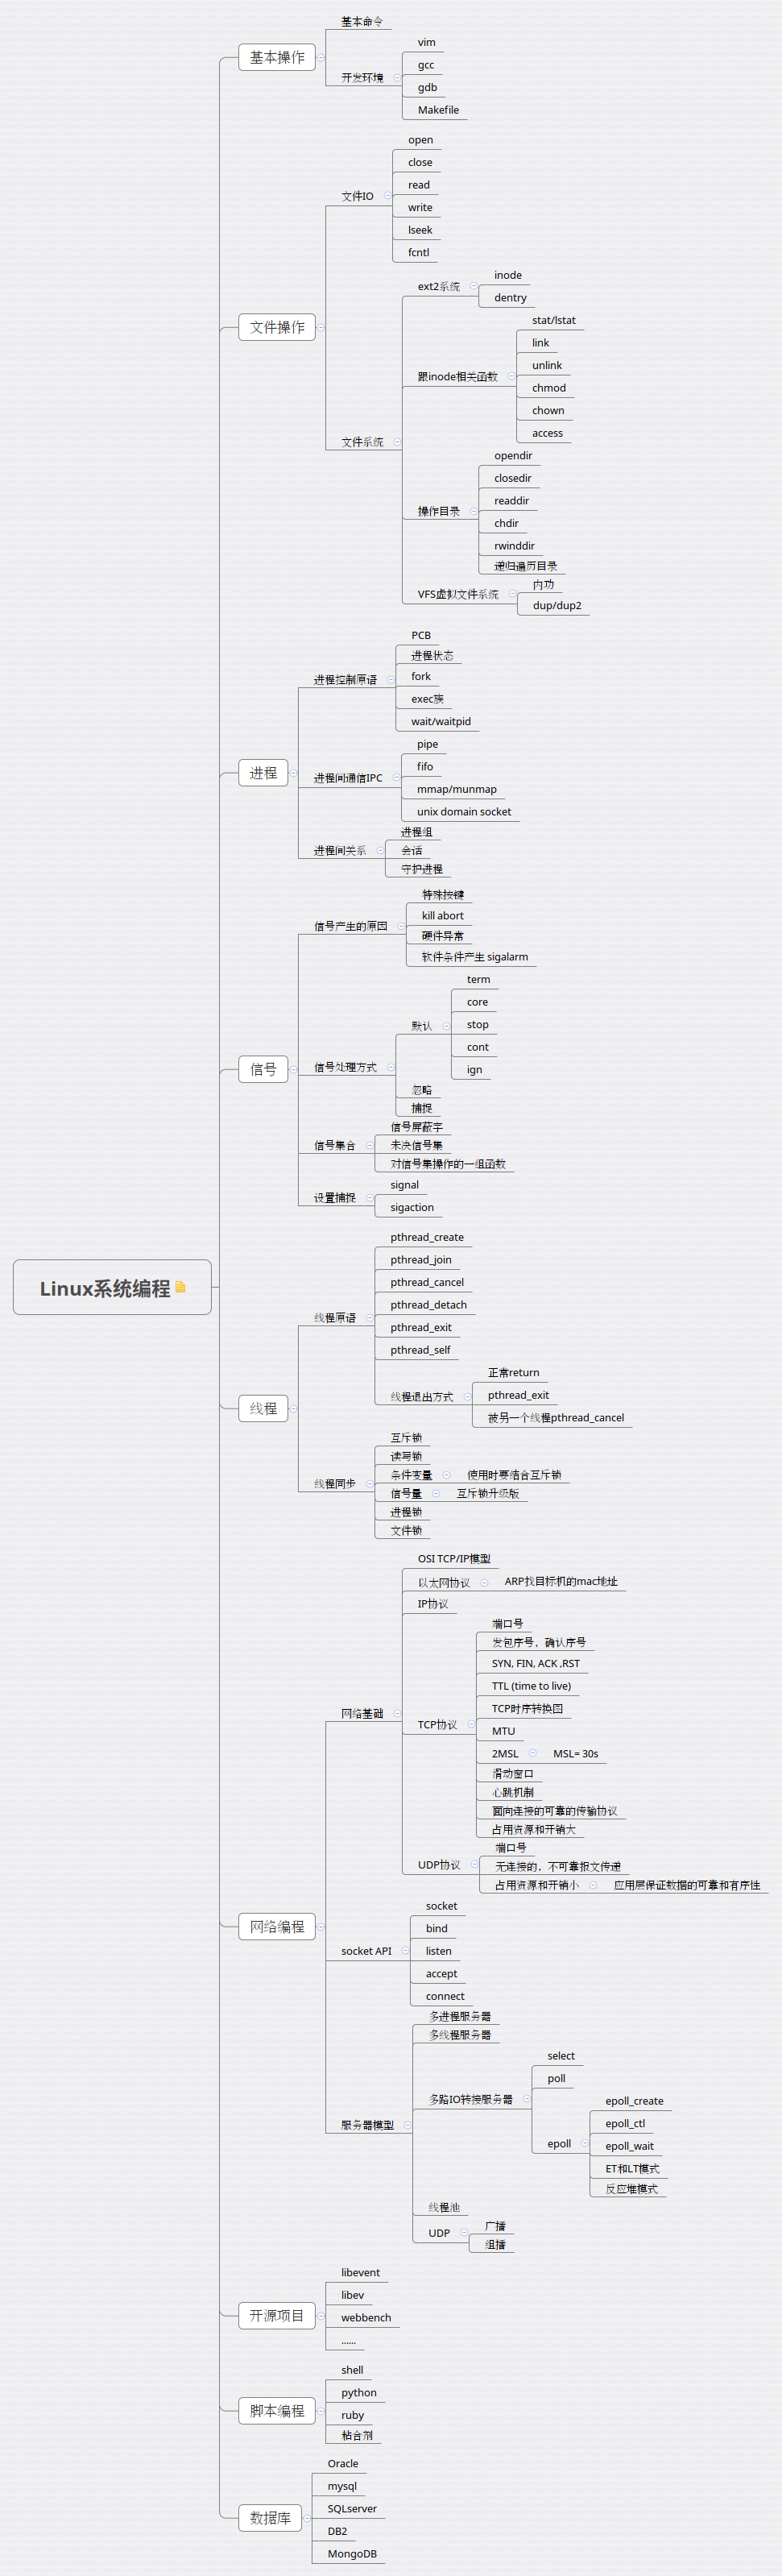 Linux系统编程
基本操作
基本命令
开发环境
vim
gcc
gdb
Makefile
文件操作
文件IO
open
close
read
write
lseek
fcntl
文件系统
ext2系统
inode
dentry
跟inode相关函数
stat/lstat
link
unlink
chmod
chown
access
操作目录
opendir
closedir
readdir
chdir
rwinddir
递归遍历目录
VFS虚拟文件系统
内功
dup/dup2
进程
进程控制原语
PCB
进程状态
fork
exec族
wait/waitpid
进程间通信IPC
pipe
fifo
mmap/munmap
unix domain socket
进程间关系
进程组
会话
守护进程
信号
信号产生的原因
特殊按键
kill abort
硬件异常
软件条件产生 sigalarm
信号处理方式
默认
term
core
stop
cont
ign
忽略
捕捉
信号集合
信号屏蔽字
未决信号集
对信号集操作的一组函数
设置捕捉
signal
sigaction
线程
线程原语
pthread_create
pthread_join
pthread_cancel
pthread_detach
pthread_exit
pthread_self
线程退出方式
正常return
pthread_exit
被另一个线程pthread_cancel
线程同步
互斥锁
读写锁
条件变量
使用时要结合互斥锁
信号量
互斥锁升级版
进程锁
文件锁
网络编程
网络基础
OSI TCP/IP模型
以太网协议
ARP找目标机的mac地址
IP协议
TCP协议
端口号
发包序号，确认序号
SYN, FIN, ACK ,RST
TTL (time to live)
TCP时序转换图
MTU
2MSL
MSL= 30s
滑动窗口
心跳机制
面向连接的可靠的传输协议
占用资源和开销大
UDP协议
端口号
无连接的，不可靠报文传递
占用资源和开销小
应用层保证数据的可靠和有序性
socket API
socket
bind
listen
accept
connect
服务器模型
多进程服务器
多线程服务器
多路IO转接服务器
select
poll
epoll
epoll_create
epoll_ctl
epoll_wait
ET和LT模式
反应堆模式
线程池
UDP
广播
组播
开源项目
libevent
libev
webbench
......
脚本编程
shell
python
ruby
粘合剂
数据库
Oracle
mysql
SQLserver
DB2
MongoDB